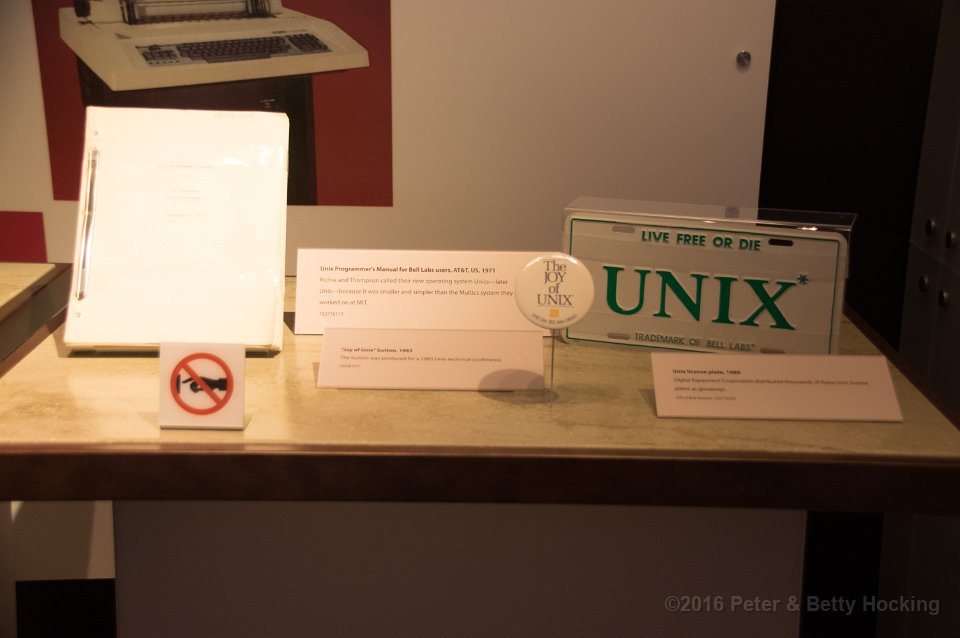 Unix Programmer's Manual for Bell Labs users, AT&T, US, 1971
Richie and Thompson called their new operating system Unics—later
Unix—because it was smaller and simpler than the Multics system they
worked on at MIT.
The
JOY
of
UNIX
LIVE FREE OR DIE
UNIX*
TRADEMARK OF BELL LABS*
"Joy of Unix" button, 1983
The button was produced for a 1983 Unix technical conference.
Unix license plate, 1980
Digital Equipment Corporation distributed thousands of these Unix license
plates as giveaways.
©2016 Peter & Betty Hocking